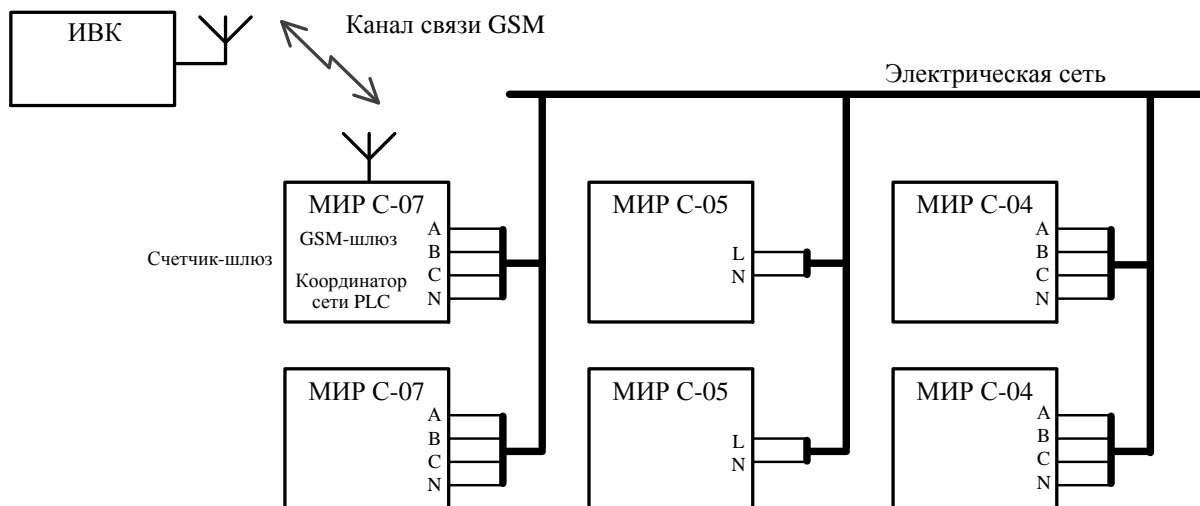 ИВК
Канал связи GSM
Электрическая сеть
МИР С-07
GSM-шлюз
Координатор
сети PLC
A
B
C
N
Счетчик-шлюз
МИР С-05
L
N
МИР С-04
A
B
C
N
МИР С-07
A
B
C
N
МИР С-05
L
N
МИР С-04
A
B
C
N